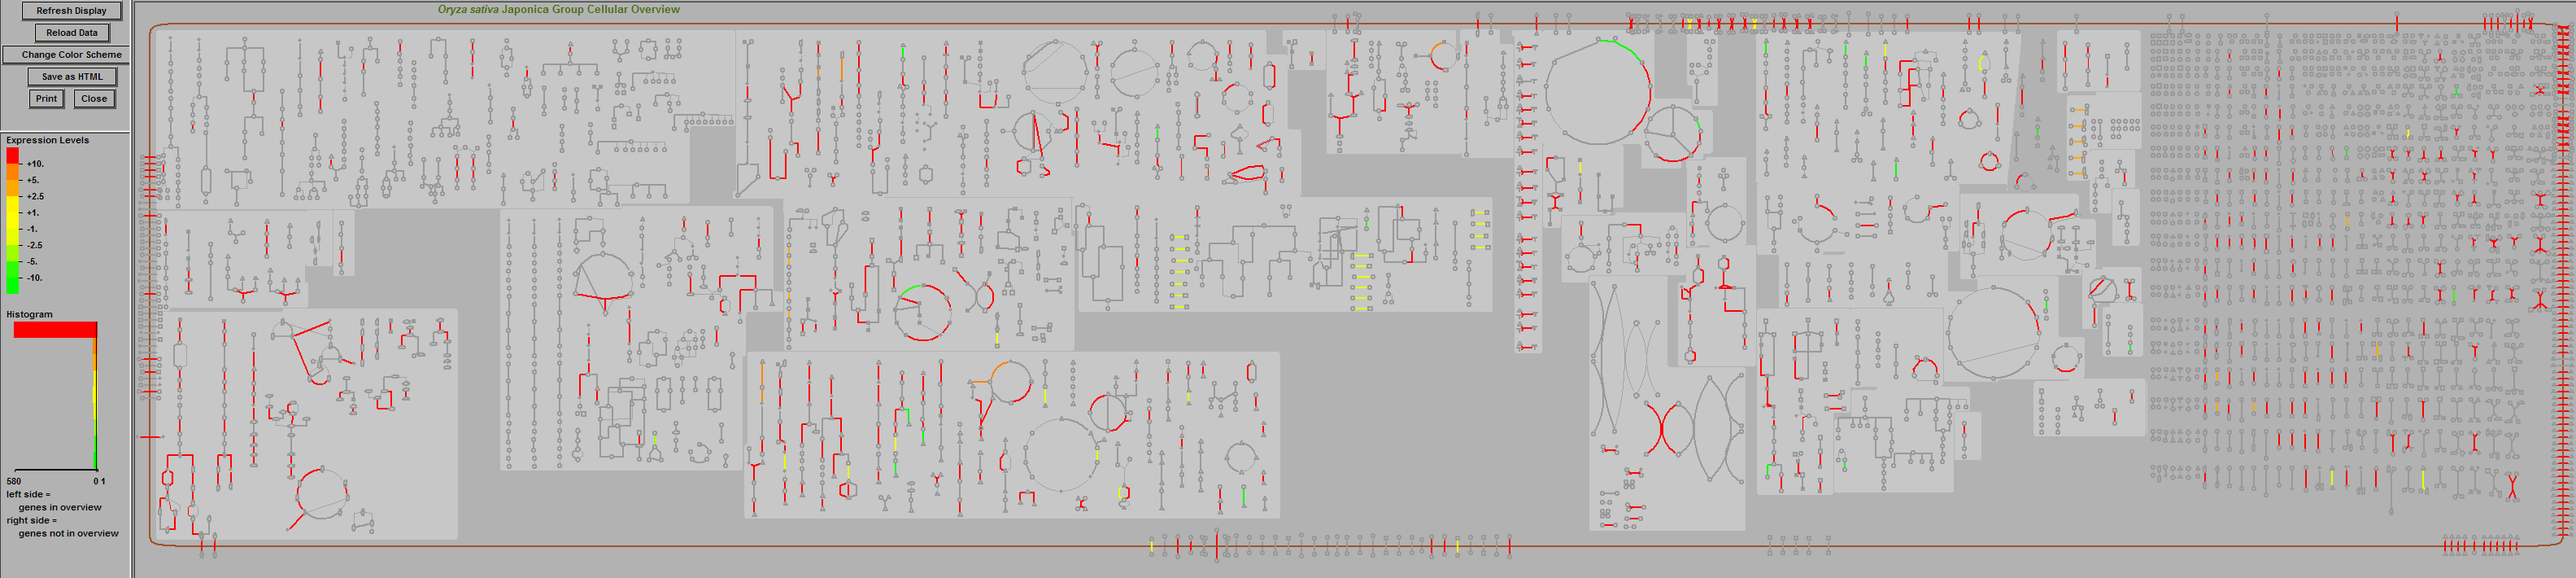 Refresh Display
Reload Data
Change Color Scheme
Save as HTML
Print Close
Oryza sativa Japonica Group Cellular Overview
Expression Levels
+10.
+5.
+2.5
+1.
-1.
-2.5
-5.
-10.
Histogram
580 0 1
left side =
genes in overview
right side =
genes not in overview